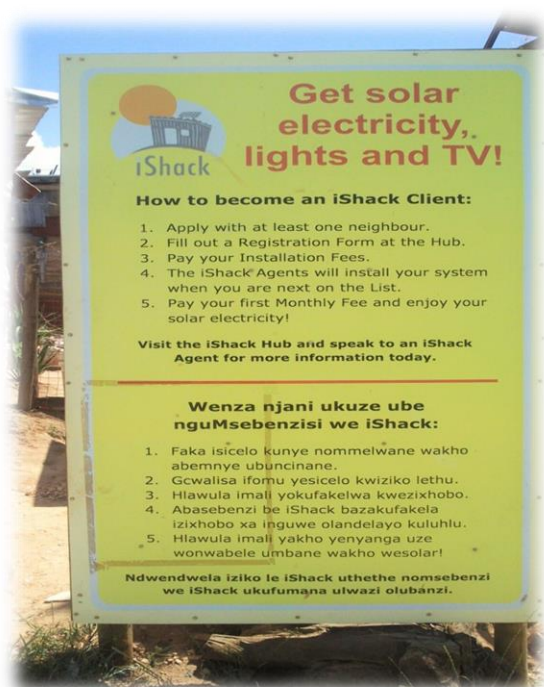 iShack
Get solar
electricity,
lights and TV!
How to become an iShack Client:
1. Apply with at least one neighbour.
2. Fill out a Registration Form at the Hub.
3. Pay your Installation Fees.
4. The iShack Agents will install your system
when you are next on the List.
5. Pay your first Monthly Fee and enjoy your
solar electricity!
Visit the iShack Hub and speak to an iShack
Agent for more information today.
Wenza njani ukuze ube
nguMsebenzisi we iShack:
1. Faka isicelo kunye nommelwane wakho
abemnye ubuncinane.
2. Gcwalisa ifomu yesicelo kwiziko lethu.
3. Hlawula imali yokufakelwa kwezixhobo.
4. Abasebenzi be iShack bazakufakela
izixhobo xa inguwe olandelayo kuluhlu.
5. Hlawula imali yakho yenyanga uze
wonwabele umbane wakho wesolar!
Ndwendwela iziko le iShack uthethe nomsebenzi
we iShack ukufumana ulwazi olubanzi.